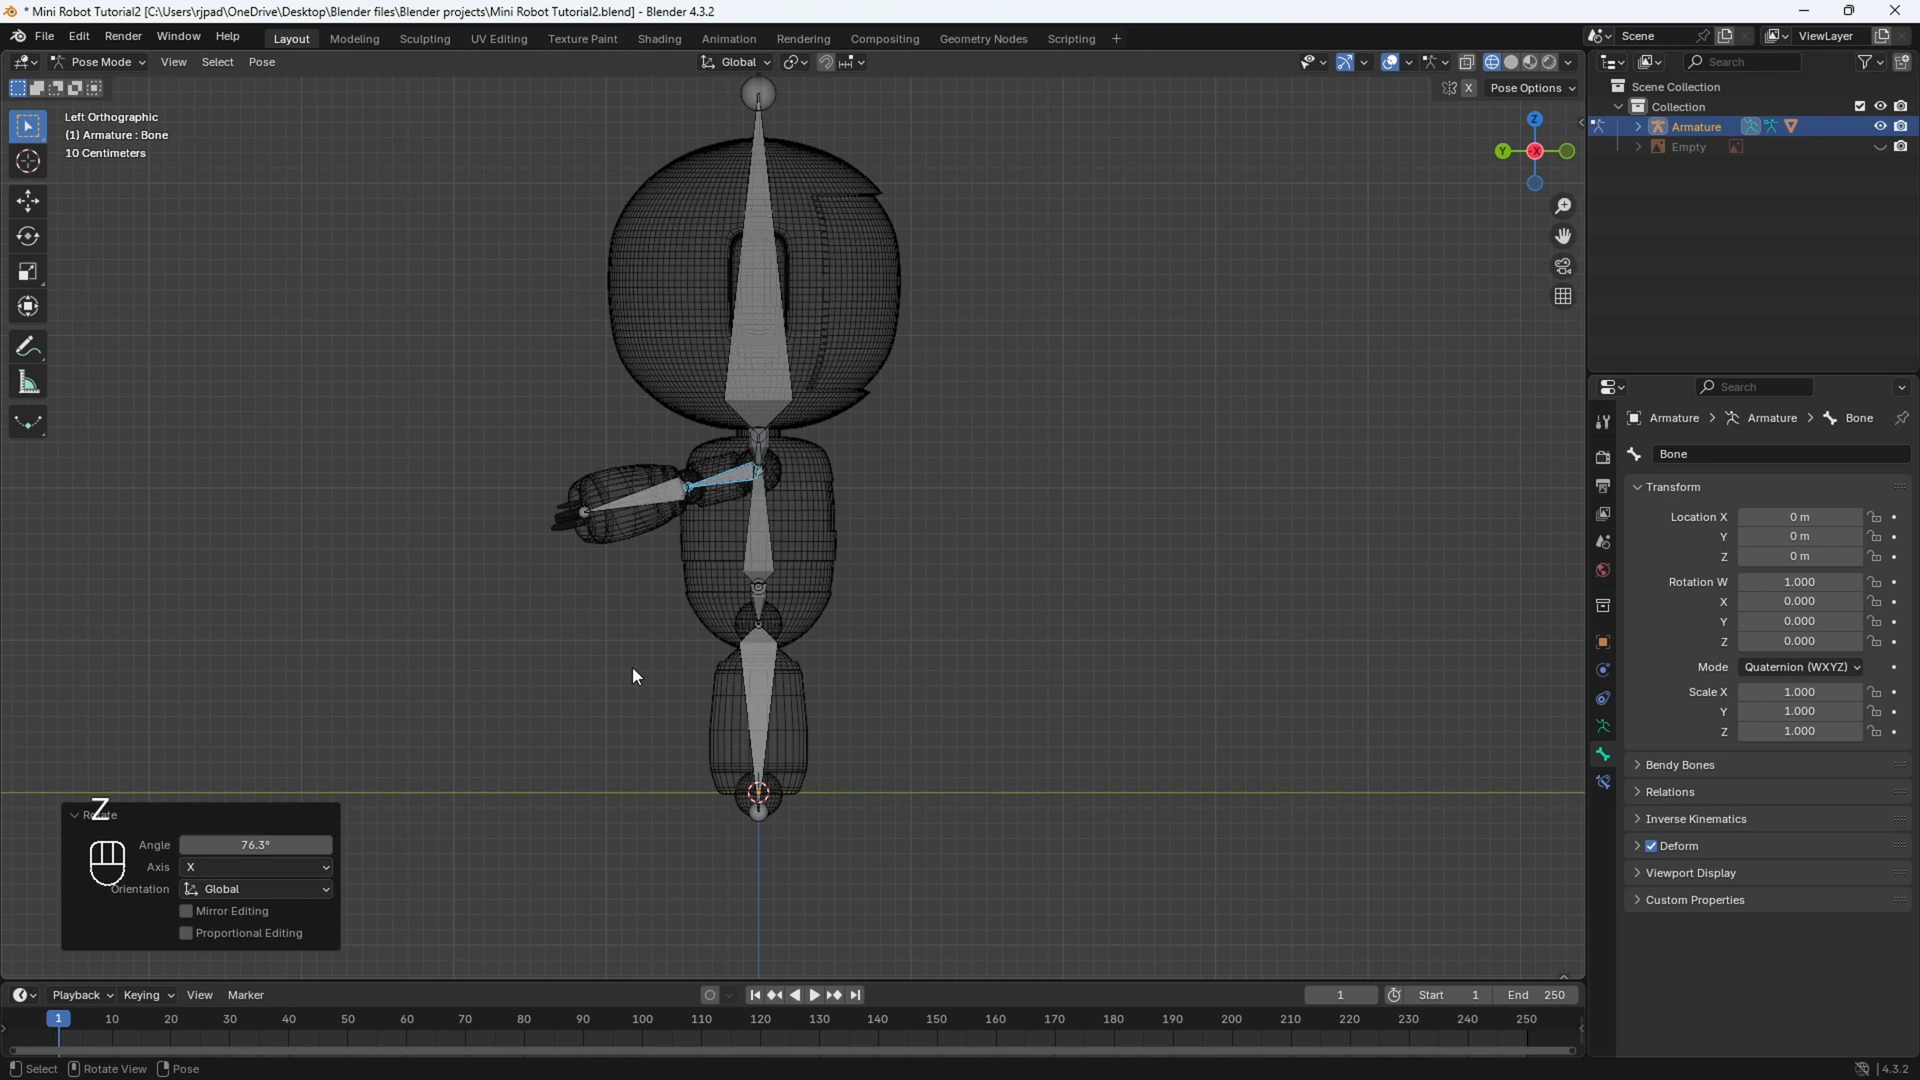 * Mini Robot Tutorial2 [C:\Users\rjpad\OneDrive\Desktop\Blender files\Blender projects\Mini Robot Tutorial2.blend] - Blender 4.3.2
File Edit Render Window Help Layout Modeling Sculpting UV Editing Texture Paint Shading Animation Rendering Compositing Geometry Nodes Scripting + Scene ViewLayer
Pose Mode View Select Pose Global Search
X Pose Options
Left Orthographic
(1) Armature : Bone
10 Centimeters
Z
Y
-X
Scene Collection
Collection
Armature
Empty
Search
Armature > Armature > Bone
Bone
Transform
Location X 0 m
Y 0 m
Z 0 m
Rotation W 1.000
X 0.000
Y 0.000
Z 0.000
Mode Quaternion (WXYZ)
Scale X 1.000
Y 1.000
Z 1.000
Bendy Bones
Relations
Inverse Kinematics
Deform
Viewport Display
Custom Properties
Z
Rotate
Angle 76.3°
Axis X
Orientation Global
Mirror Editing
Proportional Editing
Playback Keying View Marker 1 Start 1 End 250
1 10 20 30 40 50 60 70 80 90 100 110 120 130 140 150 160 170 180 190 200 210 220 230 240 250
Select Rotate View Pose 4.3.2